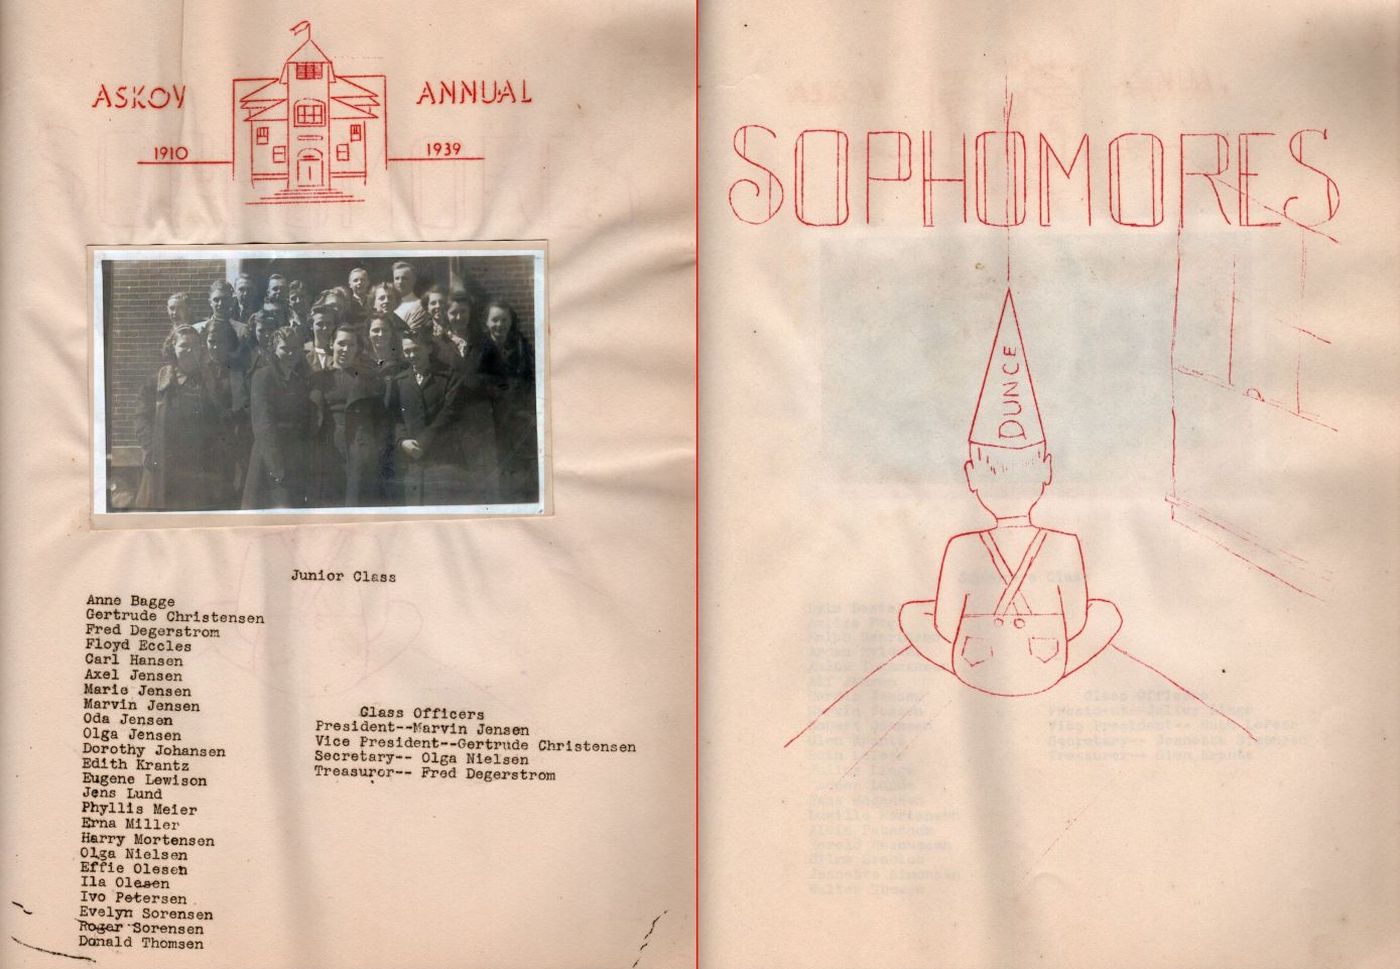 ASKOV ANNUAL
1910 1939
Junior Class
Anne Bagge
Gertrude Christensen
Fred Degerstrom
Floyd Eccles
Carl Hansen
Axel Jensen
Marie Jensen
Marvin Jensen
Oda Jensen
Olga Jensen
Dorothy Johansen
Edith Krantz
Eugene Lewison
Jens Lund
Phyllis Meier
Erna Miller
Harry Mortensen
Olga Nielsen
Effie Olesen
Ila Olesen
Ivo Petersen
Evelyn Sorensen
Roger Sorensen
Donald Thomsen
Class Officers
President--Marvin Jensen
Vice President--Gertrude Christensen
Secretary-- Olga Nielsen
Treasurer-- Fred Degerstrom
SOPHOMORES
DUNCE